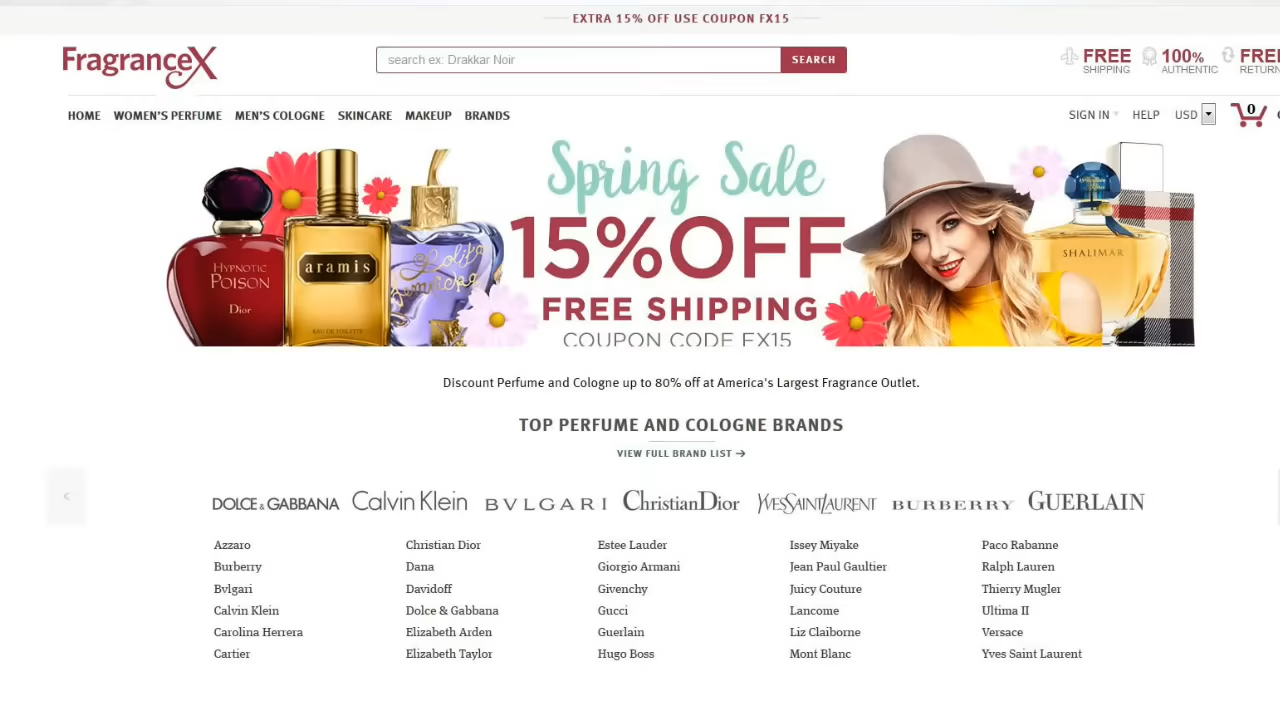 EXTRA 15% OFF USE COUPON FX15
FragranceX
search ex: Drakkar Noir
SEARCH
FREE SHIPPING
100% AUTHENTIC
HOME WOMEN'S PERFUME MEN'S COLOGNE SKINCARE MAKEUP BRANDS
SIGN IN HELP USD 0
Spring Sale
15% OFF
FREE SHIPPING
COUPON CODE FX15
HYPNOTIC
POISON
Dior
aramis
EAU DE TOILETTE
Lolita
Lempicka
SHALIMAR
Discount Perfume and Cologne up to 80% off at America's Largest Fragrance Outlet.
TOP PERFUME AND COLOGNE BRANDS
VIEW FULL BRAND LIST →
DOLCE & GABBANA Calvin Klein BVLGARI ChristianDior YVESSAINTLAURENT BURBERRY GUERLAIN
Azzaro Christian Dior Estee Lauder Issey Miyake Paco Rabanne
Burberry Dana Giorgio Armani Jean Paul Gaultier Ralph Lauren
Bvlgari Davidoff Givenchy Juicy Couture Thierry Mugler
Calvin Klein Dolce & Gabbana Gucci Lancome Ultima II
Carolina Herrera Elizabeth Arden Guerlain Liz Claiborne Versace
Cartier Elizabeth Taylor Hugo Boss Mont Blanc Yves Saint Laurent